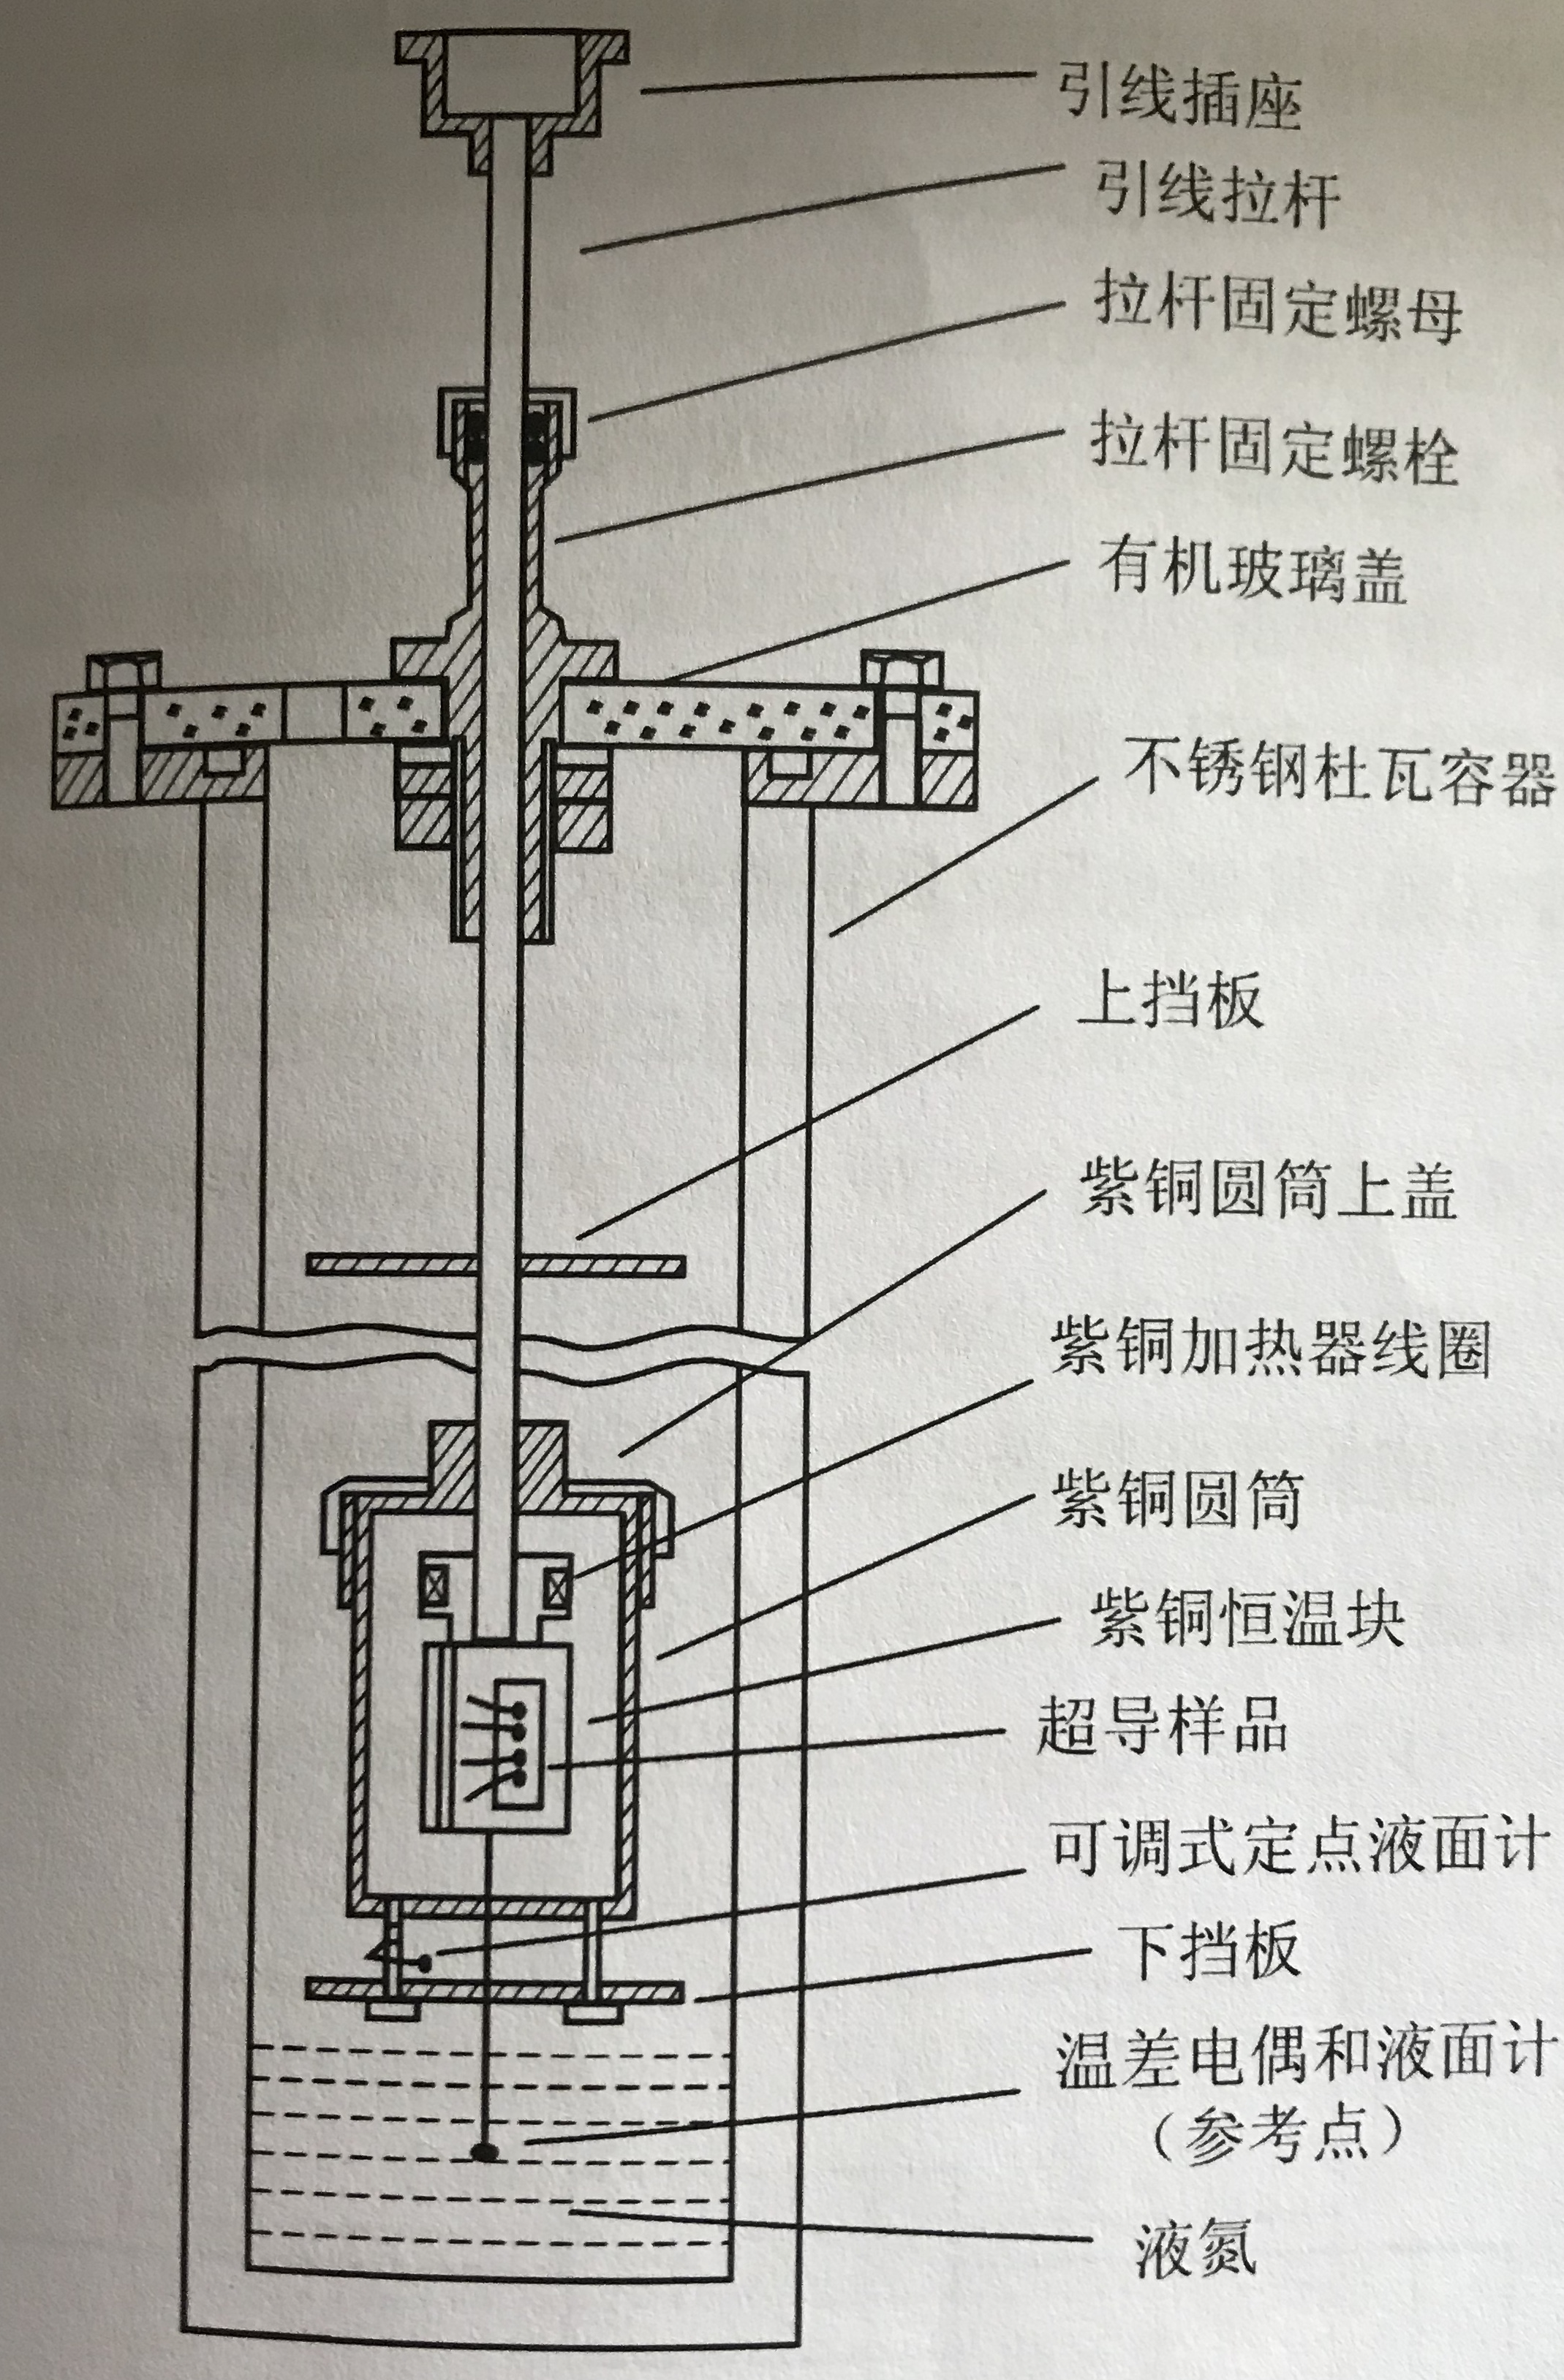 引线插座
引线拉杆
拉杆固定螺母
拉杆固定螺栓
有机玻璃盖
不锈钢杜瓦容器
上挡板
紫铜圆筒上盖
紫铜加热器线圈
紫铜圆筒
紫铜恒温块
超导样品
可调式定点液面计
下挡板
温差电偶和液面计
（参考点）
液氮